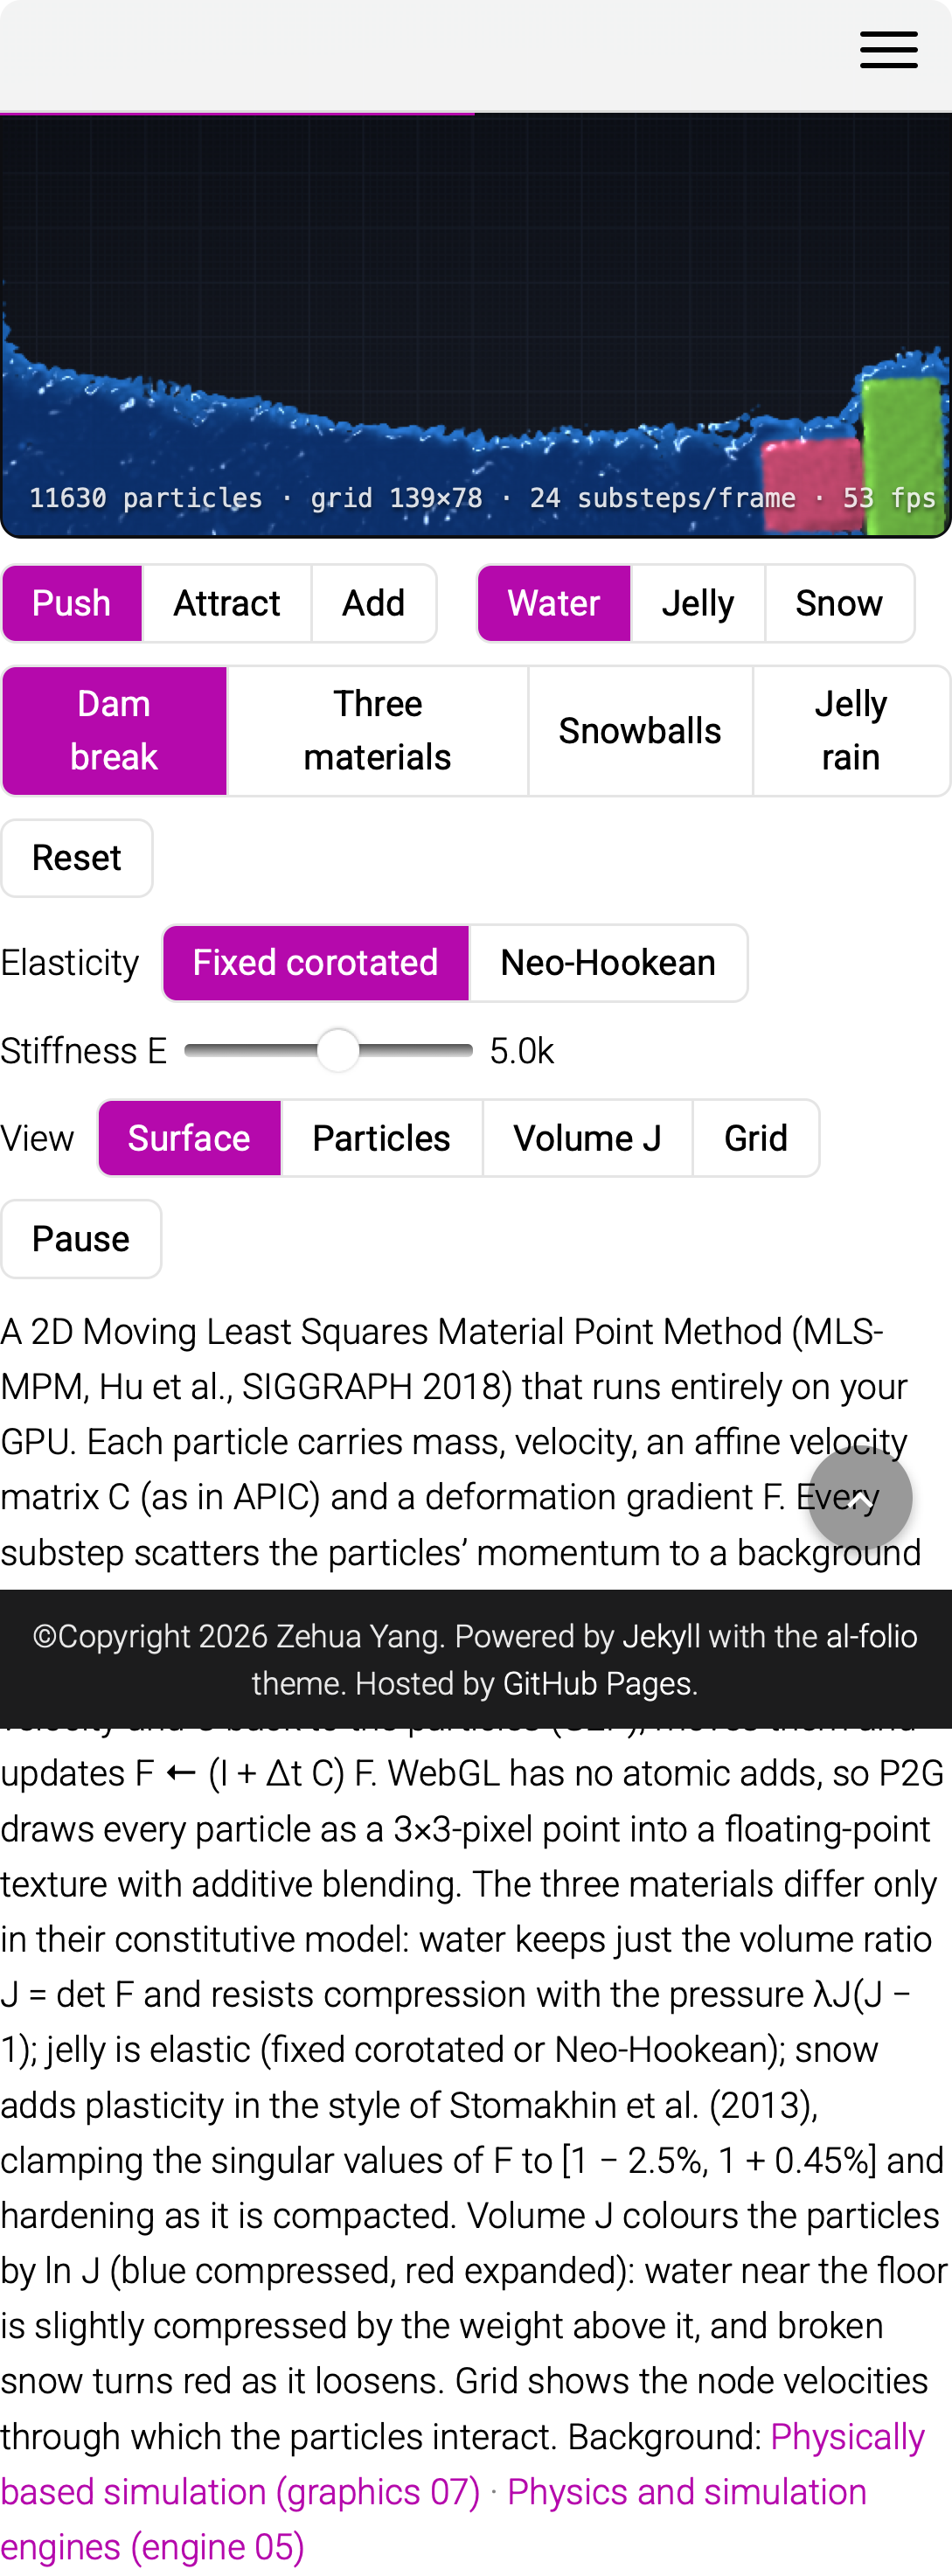 11630 particles · grid 139×78 · 24 substeps/frame · 53 fps
Push Attract Add Water Jelly Snow
Dam break Three materials Snowballs Jelly rain
Reset
Elasticity Fixed corotated Neo-Hookean
Stiffness E 5.0k
View Surface Particles Volume J Grid
Pause
A 2D Moving Least Squares Material Point Method (MLS-
MPM, Hu et al., SIGGRAPH 2018) that runs entirely on your
GPU. Each particle carries mass, velocity, an affine velocity
matrix C (as in APIC) and a deformation gradient F. Every
substep scatters the particles’ momentum to a background
©Copyright 2026 Zehua Yang. Powered by Jekyll with the al-folio
theme. Hosted by GitHub Pages.
updates F ← (I + Δt C) F. WebGL has no atomic adds, so P2G
draws every particle as a 3×3-pixel point into a floating-point
texture with additive blending. The three materials differ only
in their constitutive model: water keeps just the volume ratio
J = det F and resists compression with the pressure λJ(J −
1); jelly is elastic (fixed corotated or Neo-Hookean); snow
adds plasticity in the style of Stomakhin et al. (2013),
clamping the singular values of F to [1 − 2.5%, 1 + 0.45%] and
hardening as it is compacted. Volume J colours the particles
by ln J (blue compressed, red expanded): water near the floor
is slightly compressed by the weight above it, and broken
snow turns red as it loosens. Grid shows the node velocities
through which the particles interact. Background: Physically
based simulation (graphics 07) · Physics and simulation
engines (engine 05)